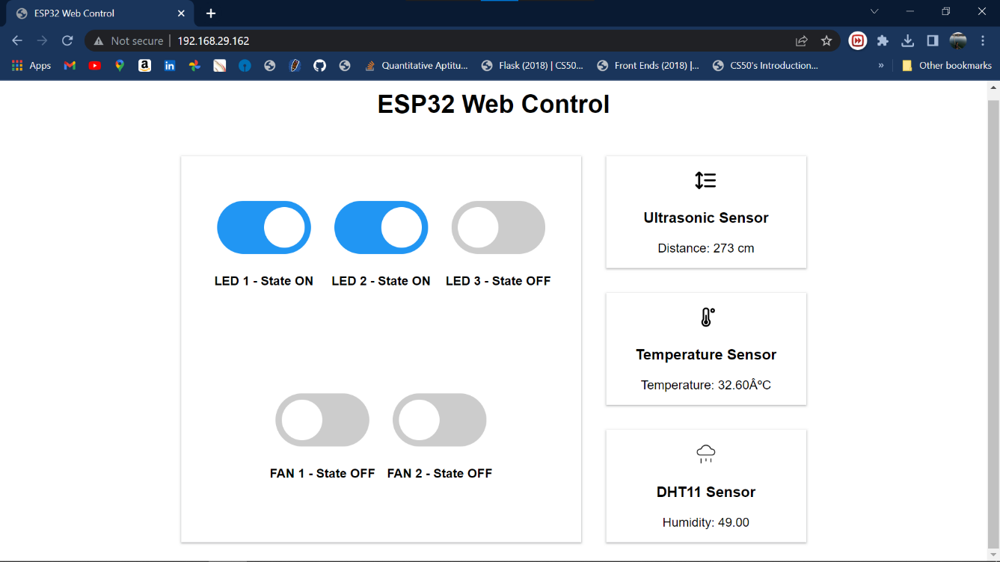 ESP32 Web Control
Not secure 192.168.29.162
Apps Quantitative Aptitu... Flask (2018) | CS50... Front Ends (2018) |... CS50's Introduction... » Other bookmarks
ESP32 Web Control
LED 1 - State ON LED 2 - State ON LED 3 - State OFF
FAN 1 - State OFF FAN 2 - State OFF
Ultrasonic Sensor
Distance: 273 cm
Temperature Sensor
Temperature: 32.60ÂºC
DHT11 Sensor
Humidity: 49.00